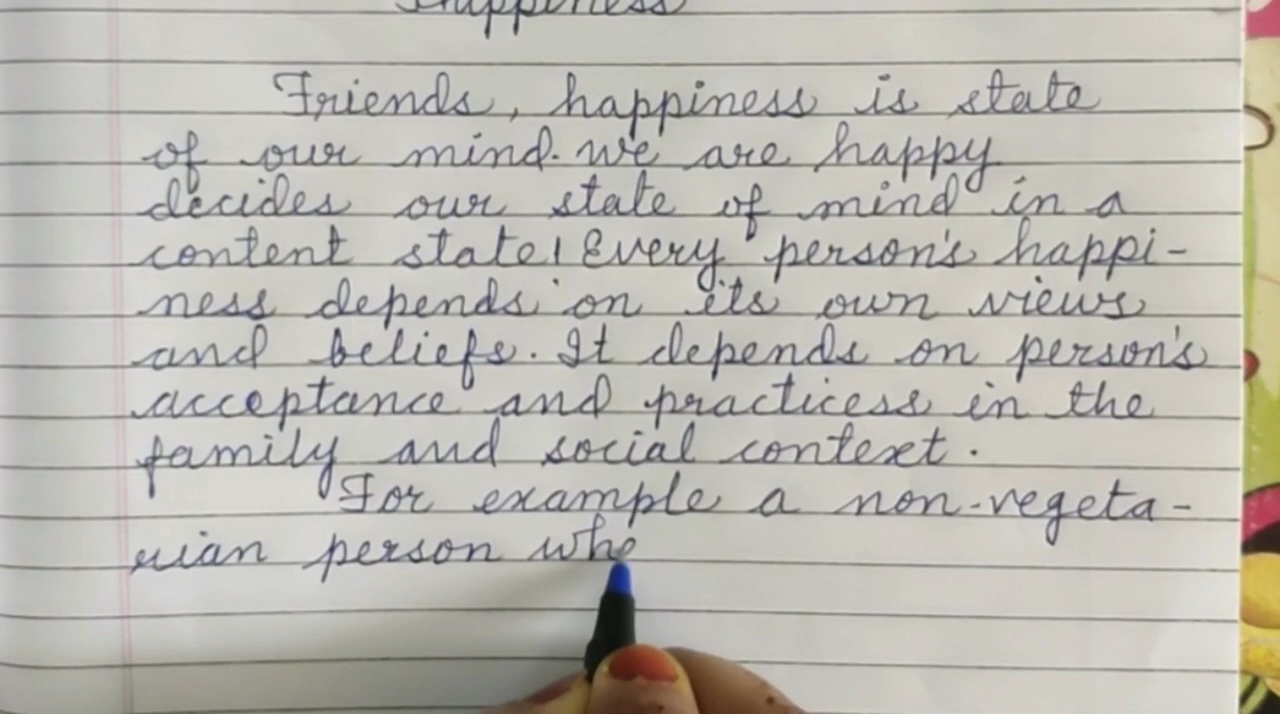 Happiness
Friends, happiness is state
of our mind. we are happy
decides our state of mind in a
content state! Every person's happi-
ness depends on its own views
and beliefs. It depends on person's
acceptance and practicess in the
family and social context.
For example a non-vegeta-
rian person who